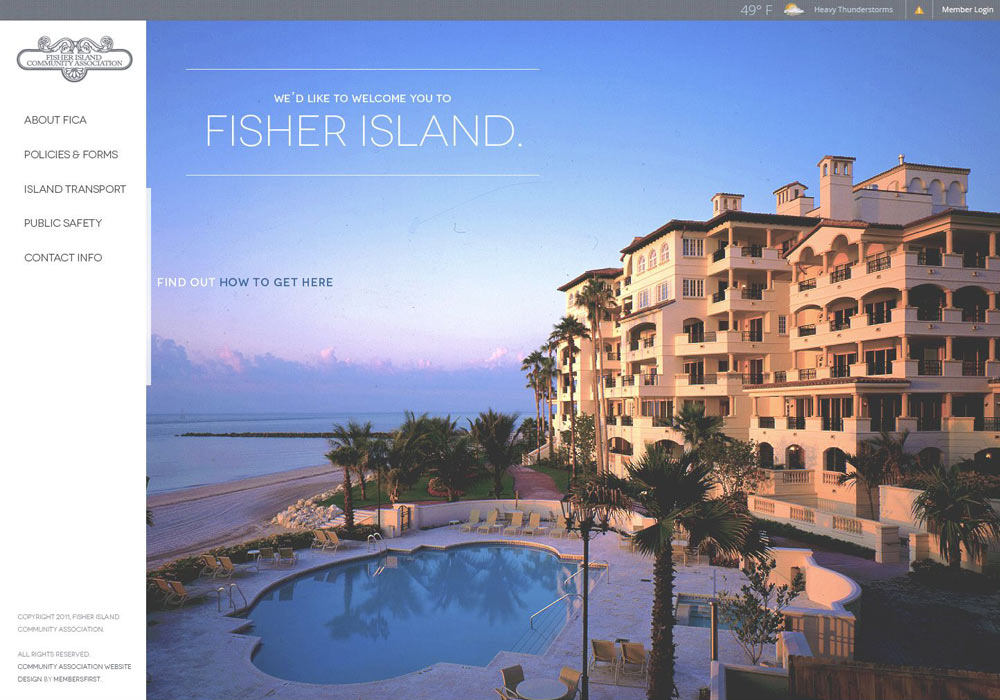 49° F
Heavy Thunderstorms
Member Login
FISHER ISLAND
COMMUNITY ASSOCIATION
ABOUT FICA
POLICIES & FORMS
ISLAND TRANSPORT
PUBLIC SAFETY
CONTACT INFO
WE'D LIKE TO WELCOME YOU TO
FISHER ISLAND.
FIND OUT HOW TO GET HERE
COPYRIGHT 2011, FISHER ISLAND
COMMUNITY ASSOCIATION.
ALL RIGHTS RESERVED.
COMMUNITY ASSOCIATION WEBSITE
DESIGN BY MEMBERSFIRST.